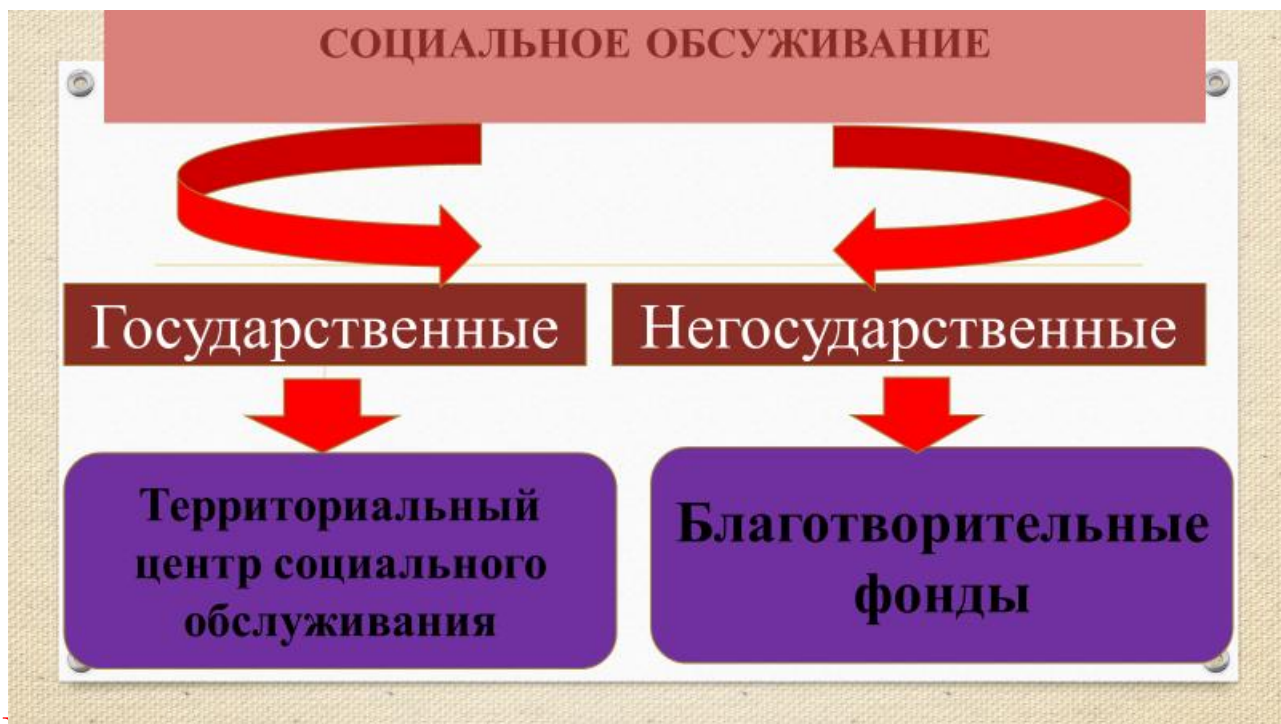 СОЦИАЛЬНОЕ ОБСУЖИВАНИЕ
Государственные
Негосударственные
Территориальный
центр социального
обслуживания
Благотворительные
фонды